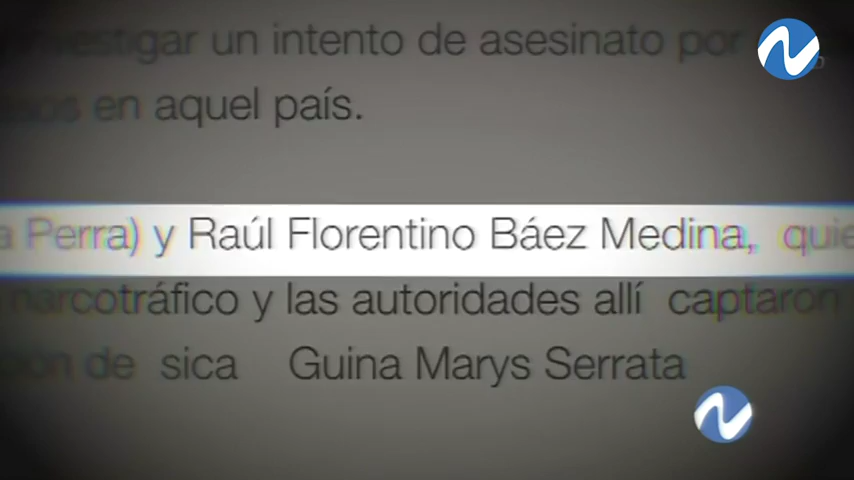 investigar un intento de asesinato por
en aquel país.
a Perra) y Raúl Florentino Báez Medina, quie
narcotráfico y las autoridades allí captaron
de sica Guina Marys Serrata